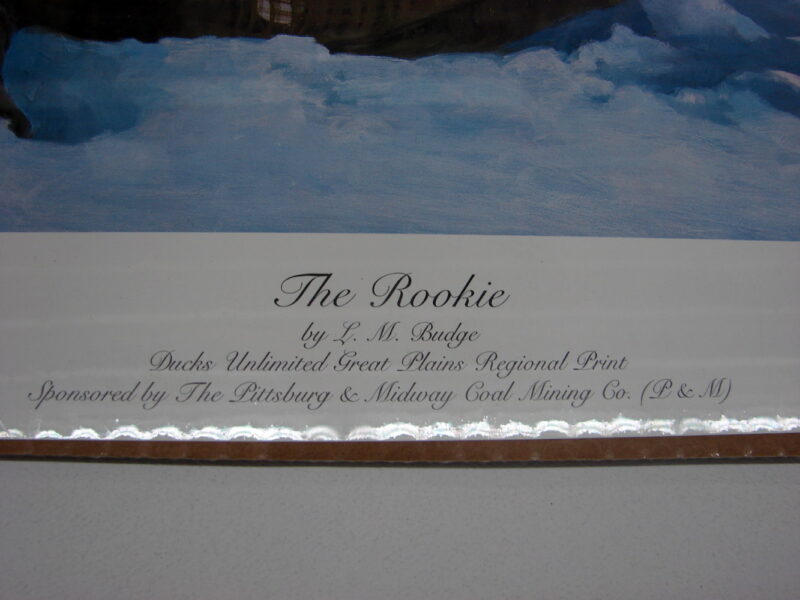 The Rookie
by L. M. Budge
Ducks Unlimited Great Plains Regional Print
Sponsored by The Pittsburg & Midway Coal Mining Co. (P & M)